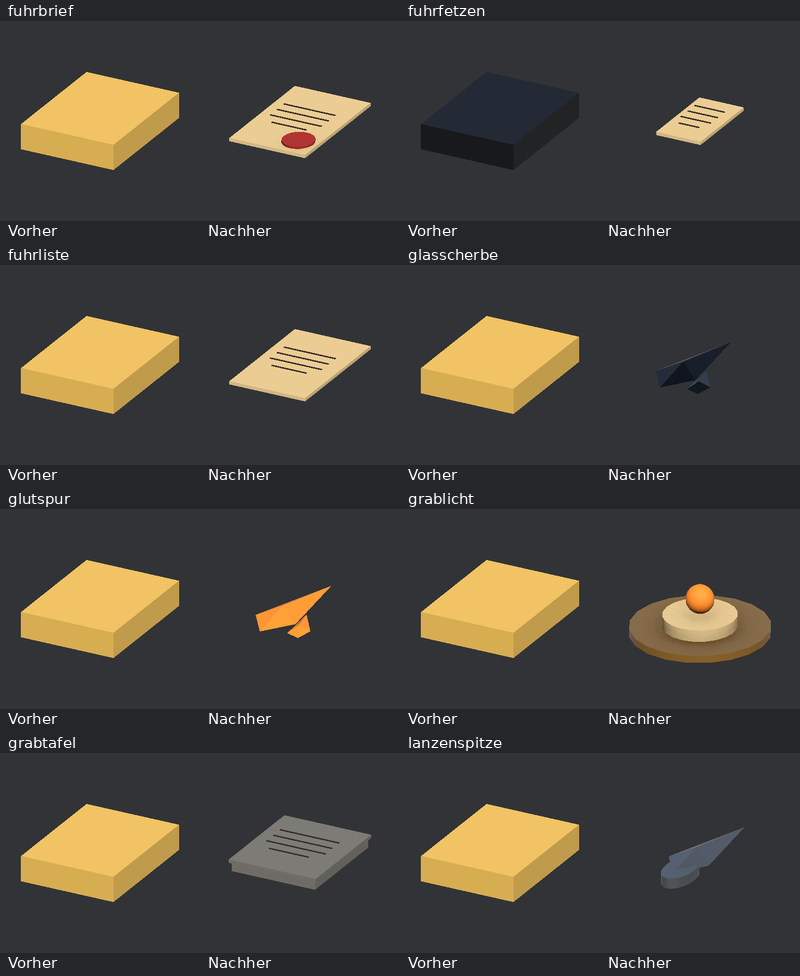 fuhrbrief
fuhrfetzen
Vorher
Nachher
Vorher
Nachher
fuhrliste
glasscherbe
Vorher
Nachher
Vorher
Nachher
glutspur
grablicht
Vorher
Nachher
Vorher
Nachher
grabtafel
lanzenspitze
Vorher
Nachher
Vorher
Nachher